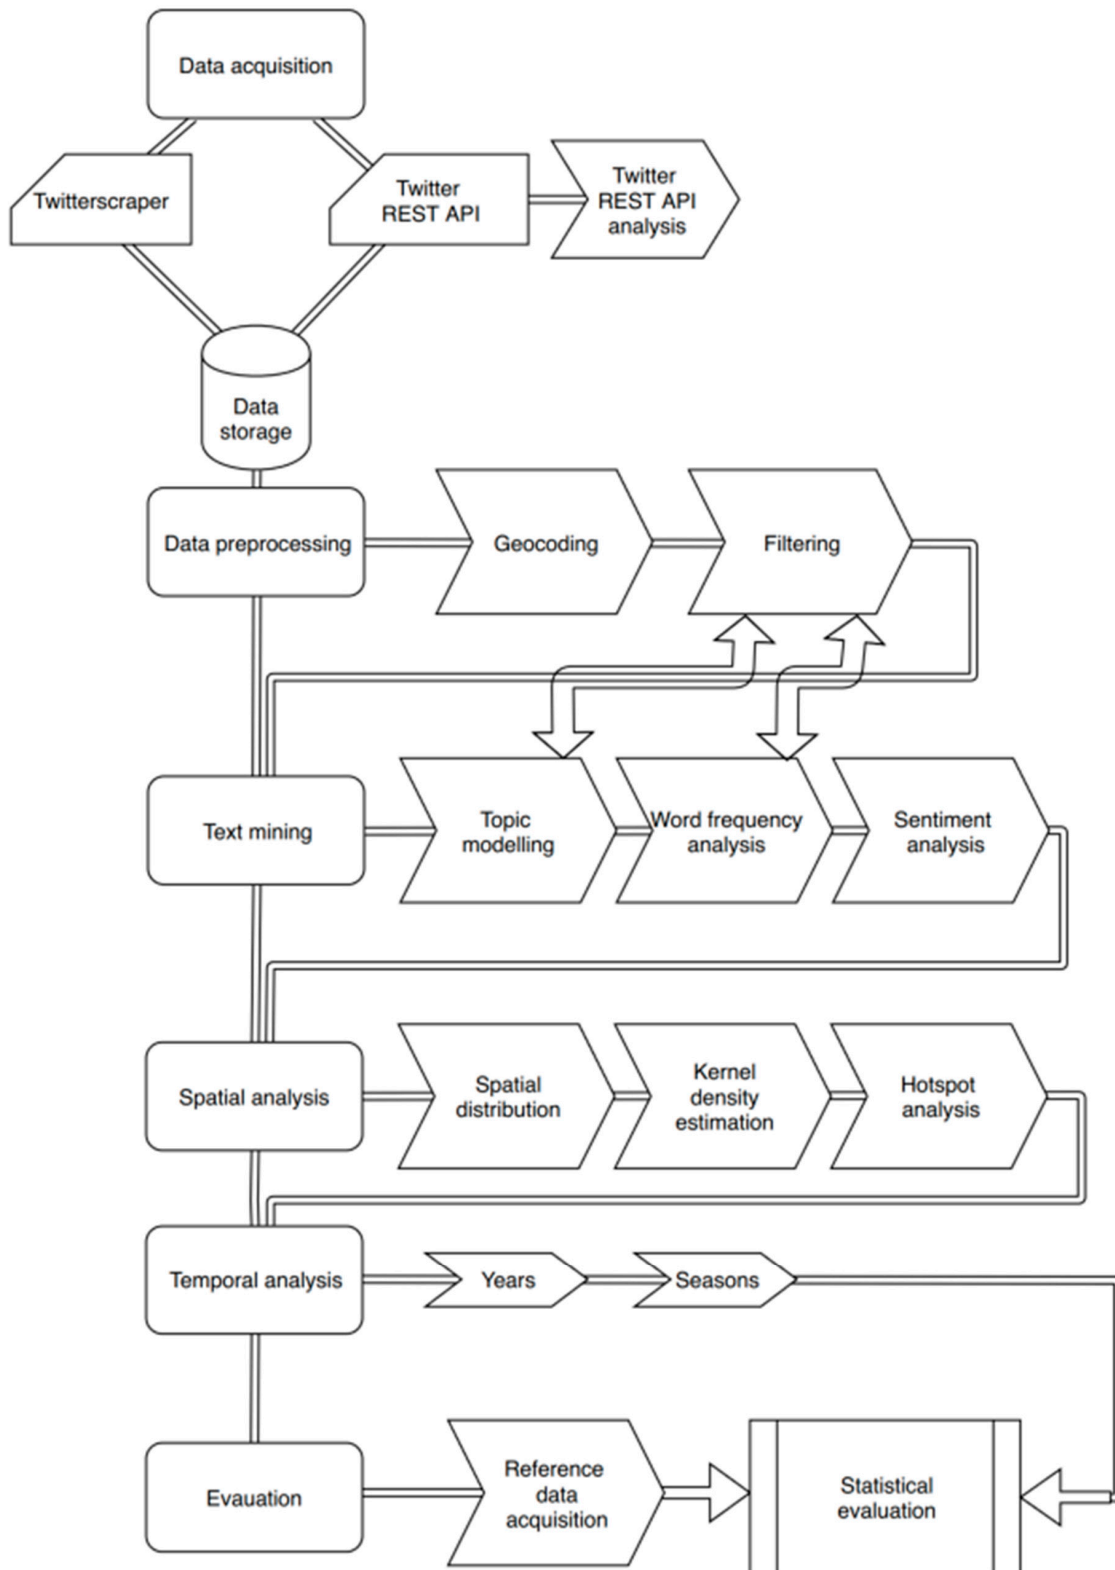 Data acquisition
Twitterscraper
Twitter
REST API
Twitter
REST API
analysis
Data
storage
Data preprocessing
Geocoding
Filtering
Text mining
Topic
modelling
Word frequency
analysis
Sentiment
analysis
Spatial analysis
Spatial
distribution
Kernel
density
estimation
Hotspot
analysis
Temporal analysis
Years
Seasons
Evauation
Reference
data
acquisition
Statistical
evaluation